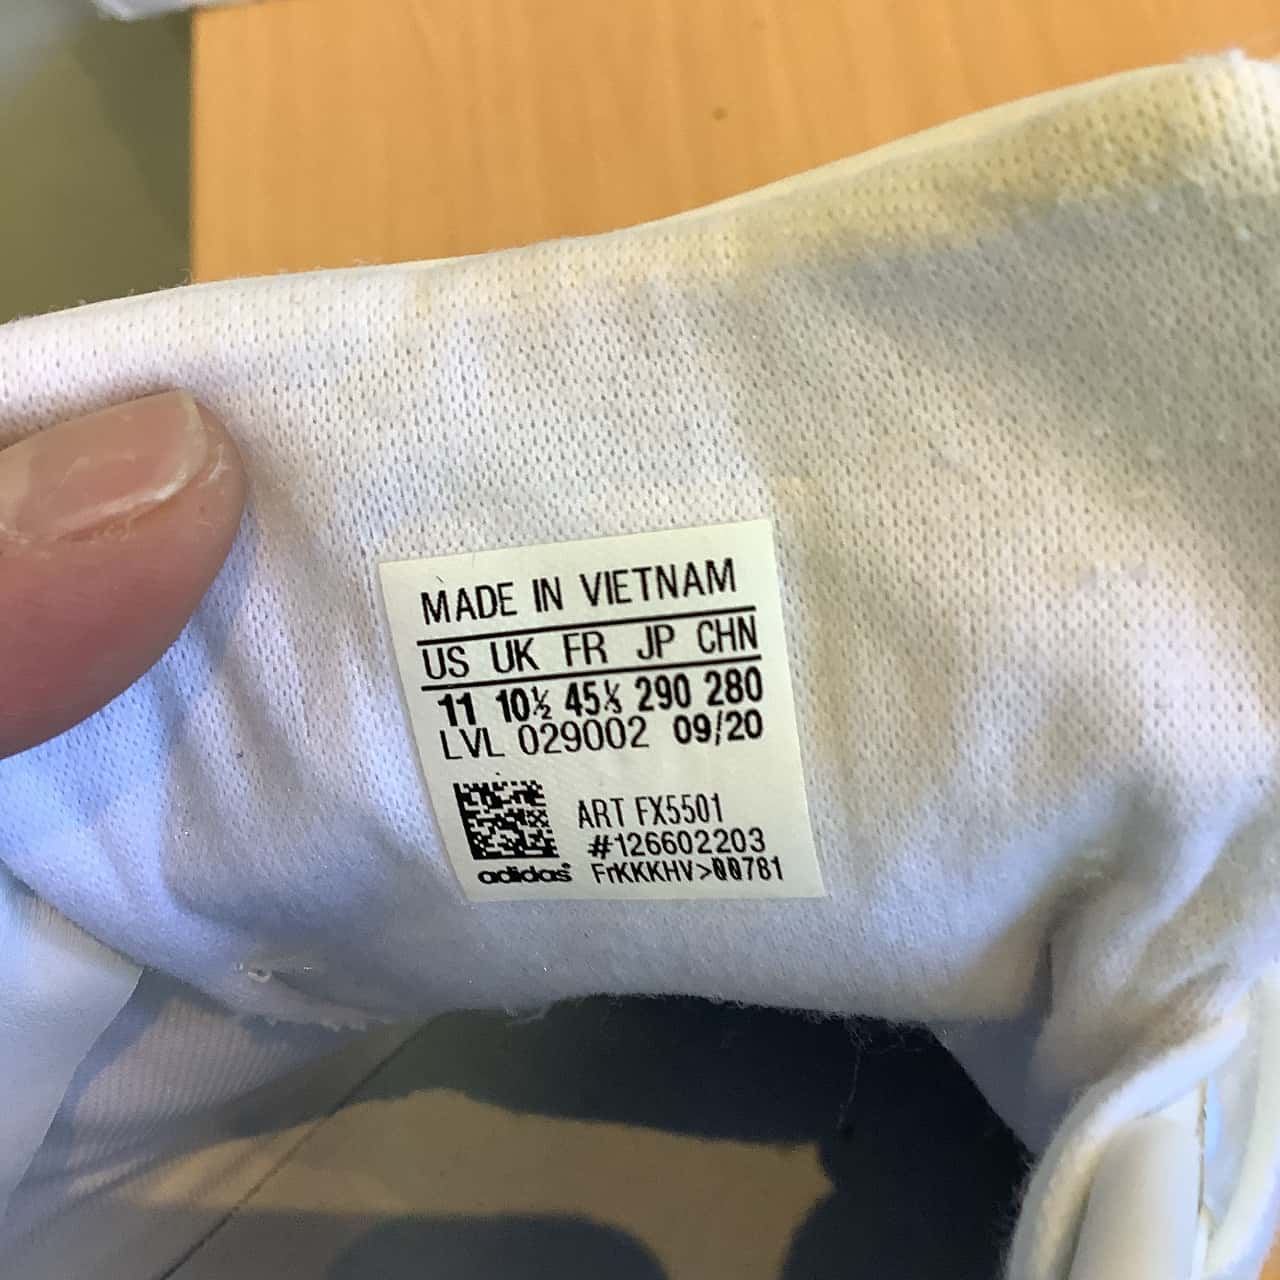 MADE IN VIETNAM
US UK FR JP CHN
11 10½ 45⅓ 290 280
LVL 029002 09/20
ART FX5501
#126602203
adidas FrKKKHV>00781